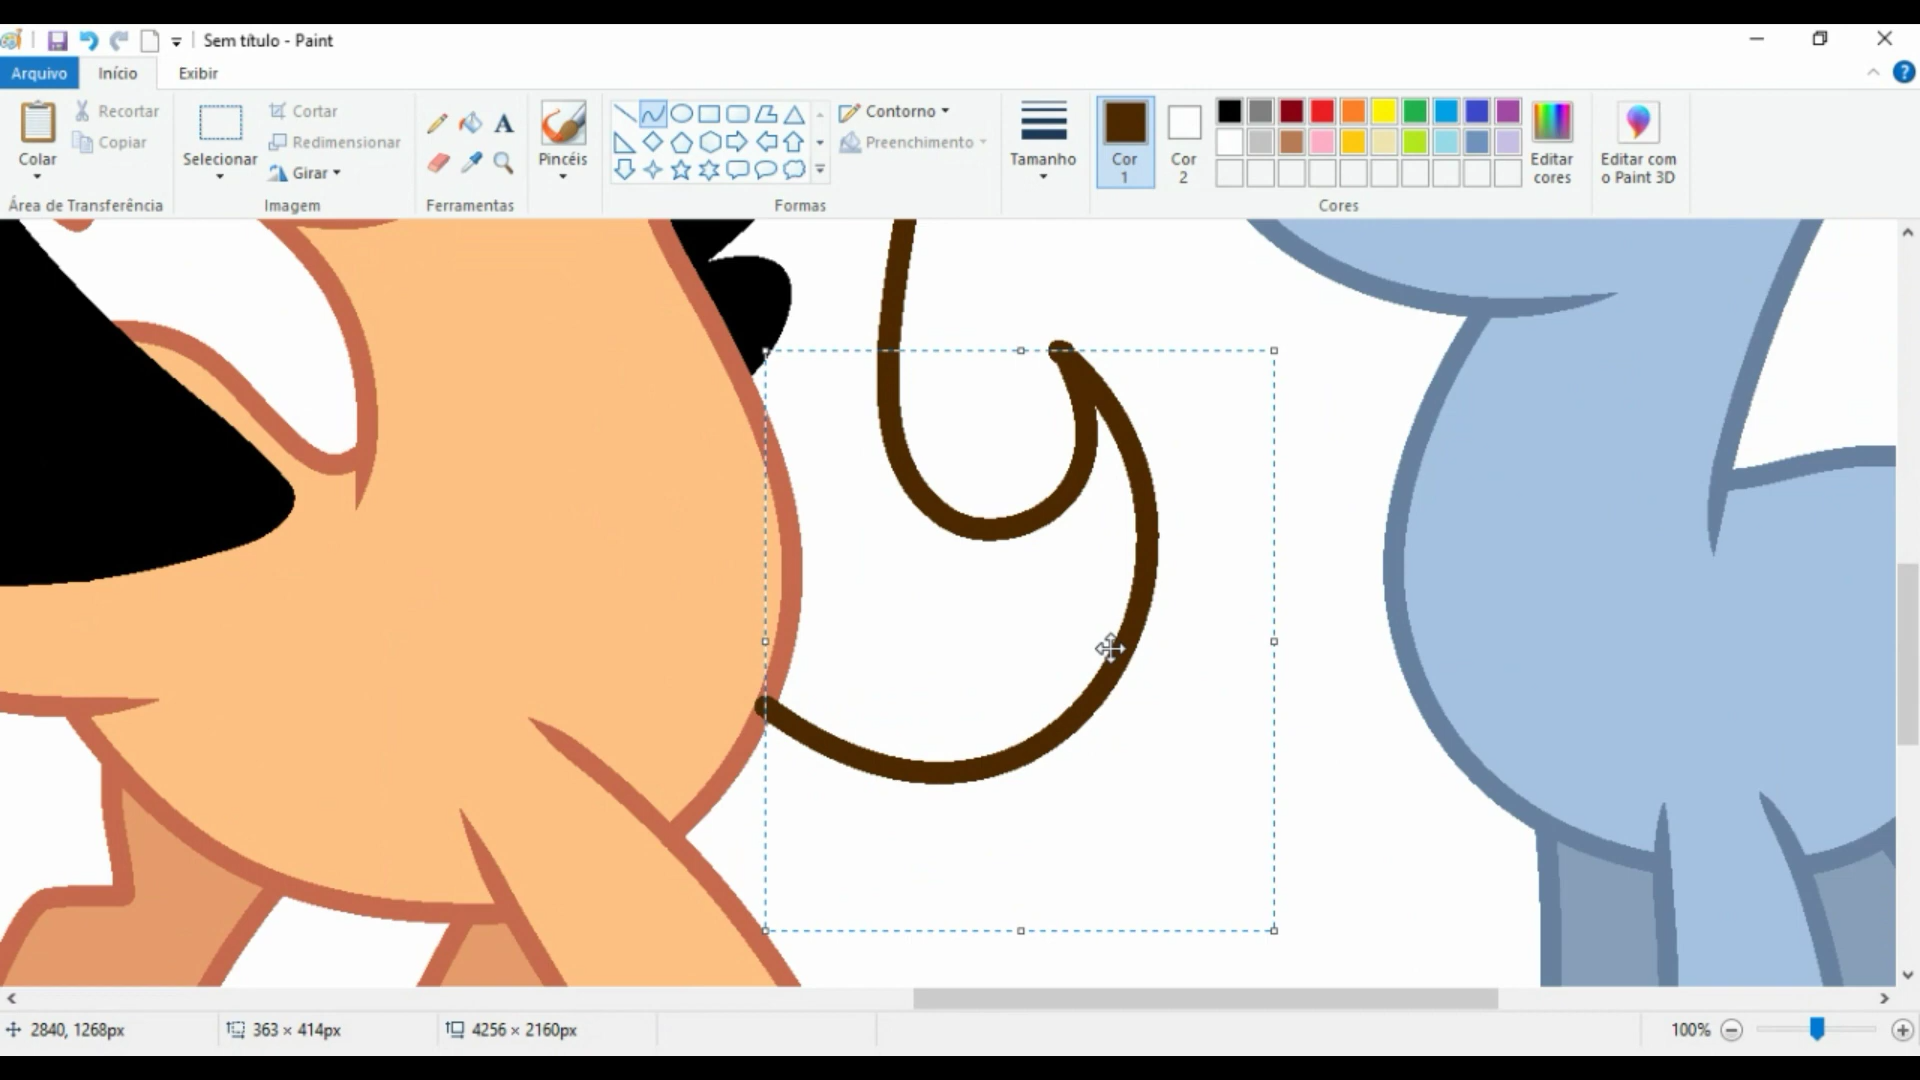 Sem título - Paint
Arquivo Início Exibir
Colar
Recortar
Copiar
Área de Transferência
Selecionar
Cortar
Redimensionar
Girar
Imagem
A
Ferramentas
Pincéis
Contorno
Preenchimento
Formas
Tamanho
Cor
1
Cor
2
Editar
cores
Cores
Editar com
o Paint 3D
?
2840, 1268px 363 × 414px 4256 × 2160px 100%